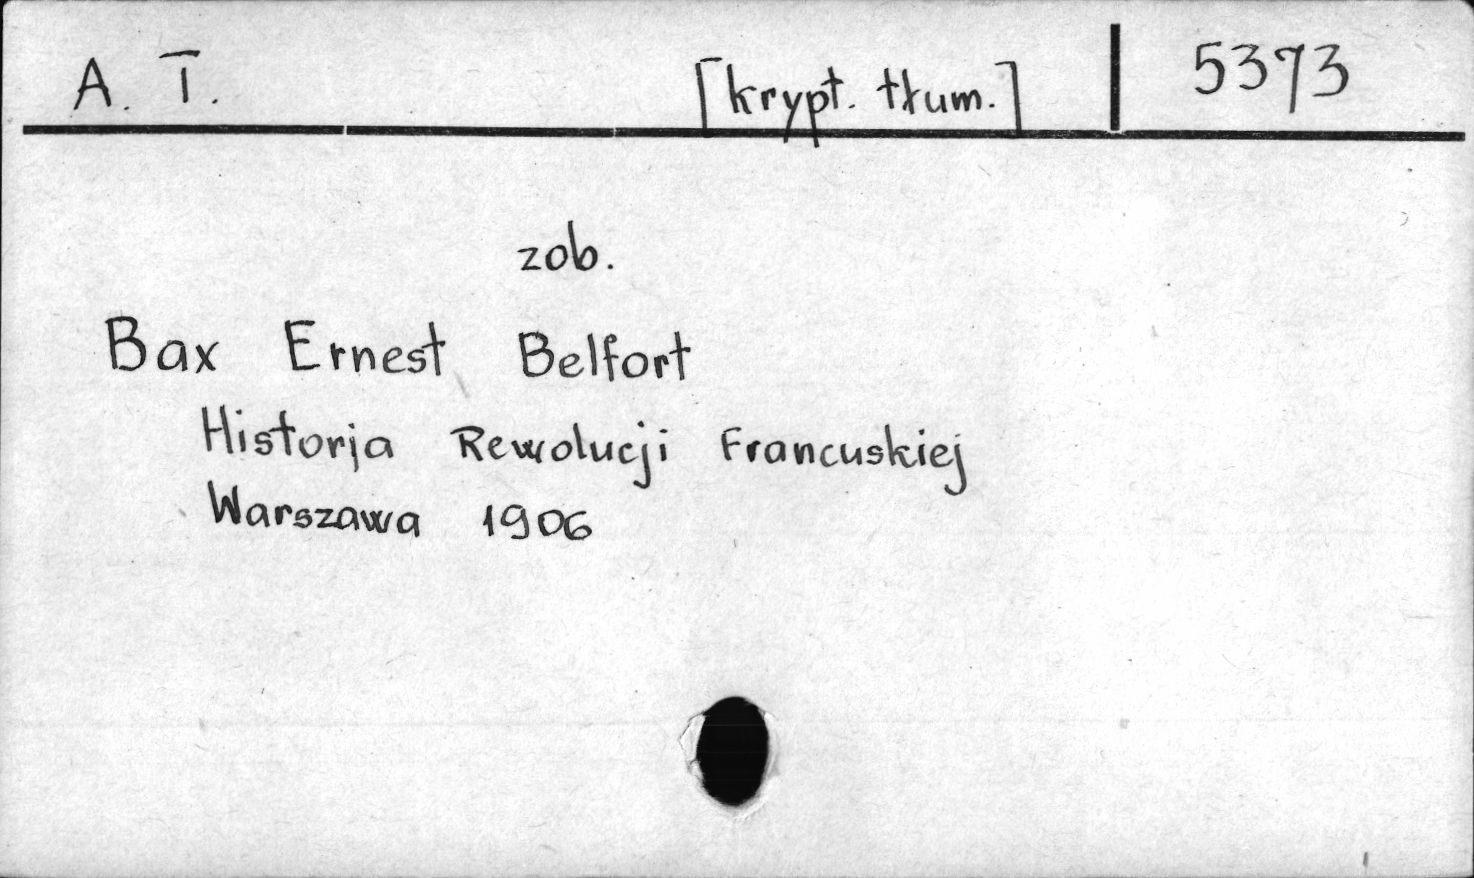 A. T. [krypt. tłum.] 5373
zob.
Bax Ernest Belfort
Historja Rewolucji Francuskiej
Warszawa 1906